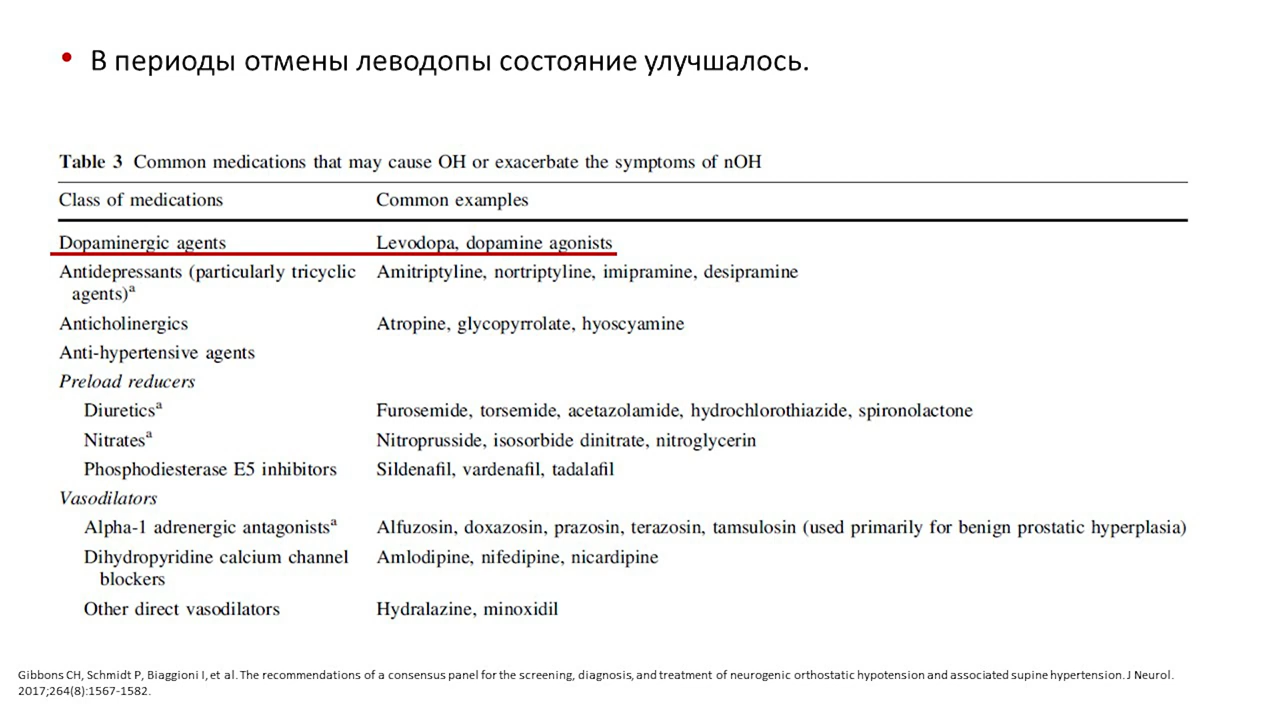 • В периоды отмены леводопы состояние улучшалось.
Table 3 Common medications that may cause OH or exacerbate the symptoms of nOH
Class of medications Common examples
Dopaminergic agents Levodopa, dopamine agonists
Antidepressants (particularly tricyclic Amitriptyline, nortriptyline, imipramine, desipramine
agents)a
Anticholinergics Atropine, glycopyrrolate, hyoscyamine
Anti-hypertensive agents
Preload reducers
Diureticsa Furosemide, torsemide, acetazolamide, hydrochlorothiazide, spironolactone
Nitratesa Nitroprusside, isosorbide dinitrate, nitroglycerin
Phosphodiesterase E5 inhibitors Sildenafil, vardenafil, tadalafil
Vasodilators
Alpha-1 adrenergic antagonistsa Alfuzosin, doxazosin, prazosin, terazosin, tamsulosin (used primarily for benign prostatic hyperplasia)
Dihydropyridine calcium channel Amlodipine, nifedipine, nicardipine
blockers
Other direct vasodilators Hydralazine, minoxidil
Gibbons CH, Schmidt P, Biaggioni I, et al. The recommendations of a consensus panel for the screening, diagnosis, and treatment of neurogenic orthostatic hypotension and associated supine hypertension. J Neurol.
2017;264(8):1567-1582.